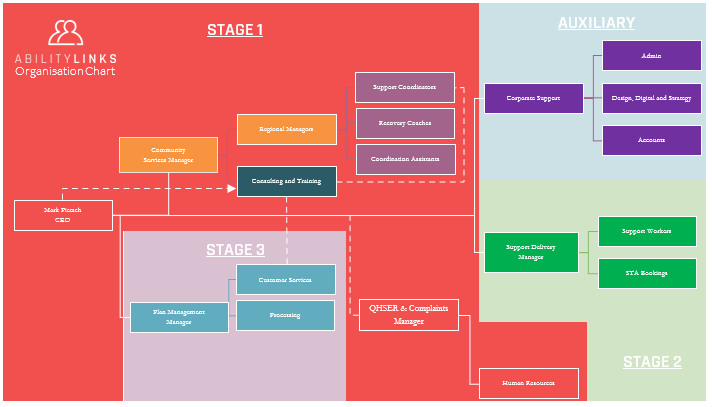 STAGE 1
AUXILIARY
ABILITYLINKS
Organisation Chart
Admin
Support Coordinators
Corporate Support
Design, Digital and Strategy
Regional Managers
Recovery Coaches
Accounts
Community
Services Manager
Coordination Assistants
Consulting and Training
CEO
Support Workers
STAGE 3
Support Delivery
Manager
Customer Services
STA Bookings
Plan Management
Manager
Processing
QHSER & Complaints
Manager
STAGE 2
Human Resources